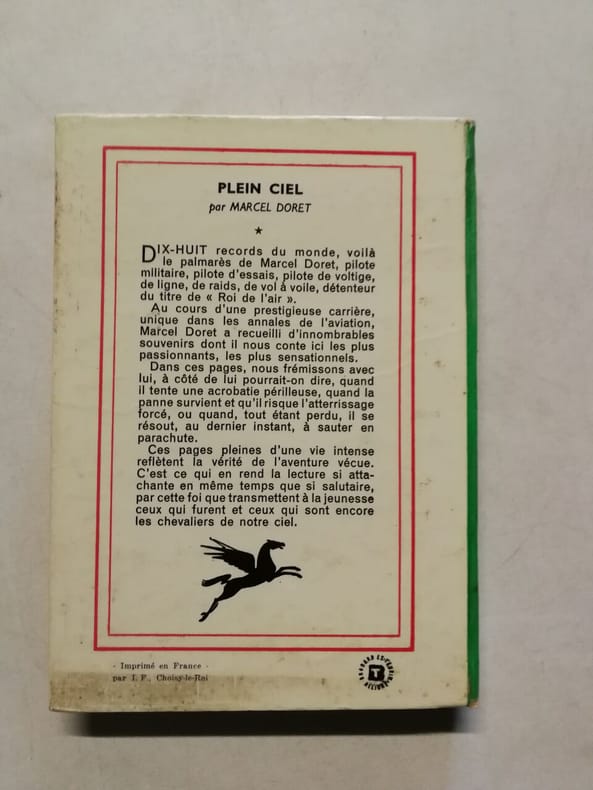 PLEIN CIEL
par MARCEL DORET
DIX-HUIT records du monde, voilà
le palmarès de Marcel Doret, pilote
militaire, pilote d'essais, pilote de voltige,
de ligne, de raids, de vol à voile, détenteur
du titre de « Roi de l'air ».
Au cours d'une prestigieuse carrière,
unique dans les annales de l'aviation,
Marcel Doret a recueilli d'innombrables
souvenirs dont il nous conte ici les plus
passionnants, les plus sensationnels.
Dans ces pages, nous frémissons avec
lui, à côté de lui pourrait-on dire, quand
il tente une acrobatie périlleuse, quand la
panne survient et qu'il risque l'atterrissage
forcé, ou quand, tout étant perdu, il se
résout, au dernier instant, à sauter en
parachute.
Ces pages pleines d'une vie intense
reflètent la vérité de l'aventure vécue.
C'est ce qui en rend la lecture si atta-
chante en même temps que si salutaire,
par cette foi que transmettent à la jeunesse
ceux qui furent et ceux qui sont encore
les chevaliers de notre ciel.
- Imprimé en France -
par I. F., Choisy-le-Roi
T